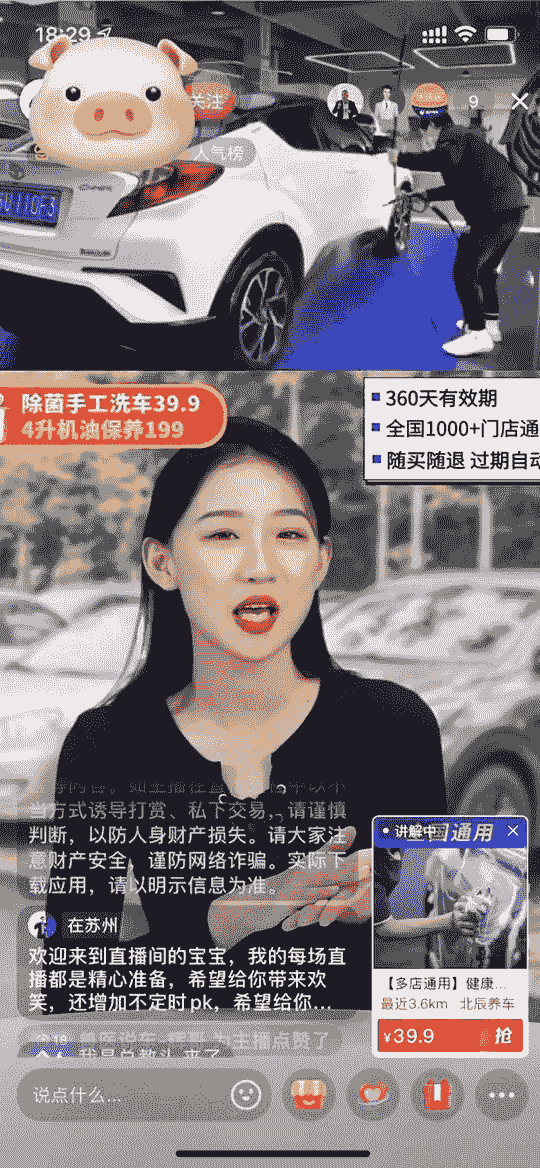 18:29
关注
9
人气榜
除菌手工洗车39.9
4升机油保养199
360天有效期
全国1000+门店通
随买随退 过期自动
当方式诱导打赏、私下交易，请谨慎
判断，以防人身财产损失。请大家注
意财产安全，谨防网络诈骗。实际下
载应用，请以明示信息为准。
在苏州
欢迎来到直播间的宝宝，我的每场直
播都是精心准备，希望给你带来欢
笑，还增加不定时pk，希望给你...
讲解中
国通用
【多店通用】健康...
最近3.6km 北辰养车
¥39.9 抢
为主播点赞了
来了
说点什么...